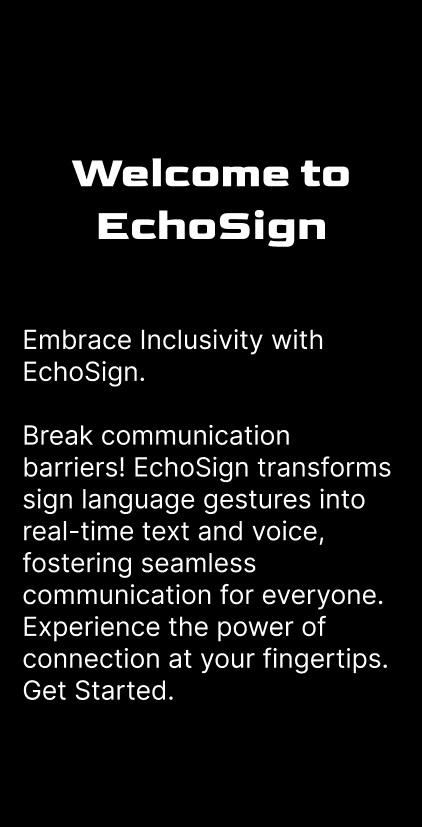 Welcome to
EchoSign
Embrace Inclusivity with
EchoSign.
Break communication
barriers! EchoSign transforms
sign language gestures into
real-time text and voice,
fostering seamless
communication for everyone.
Experience the power of
connection at your fingertips.
Get Started.